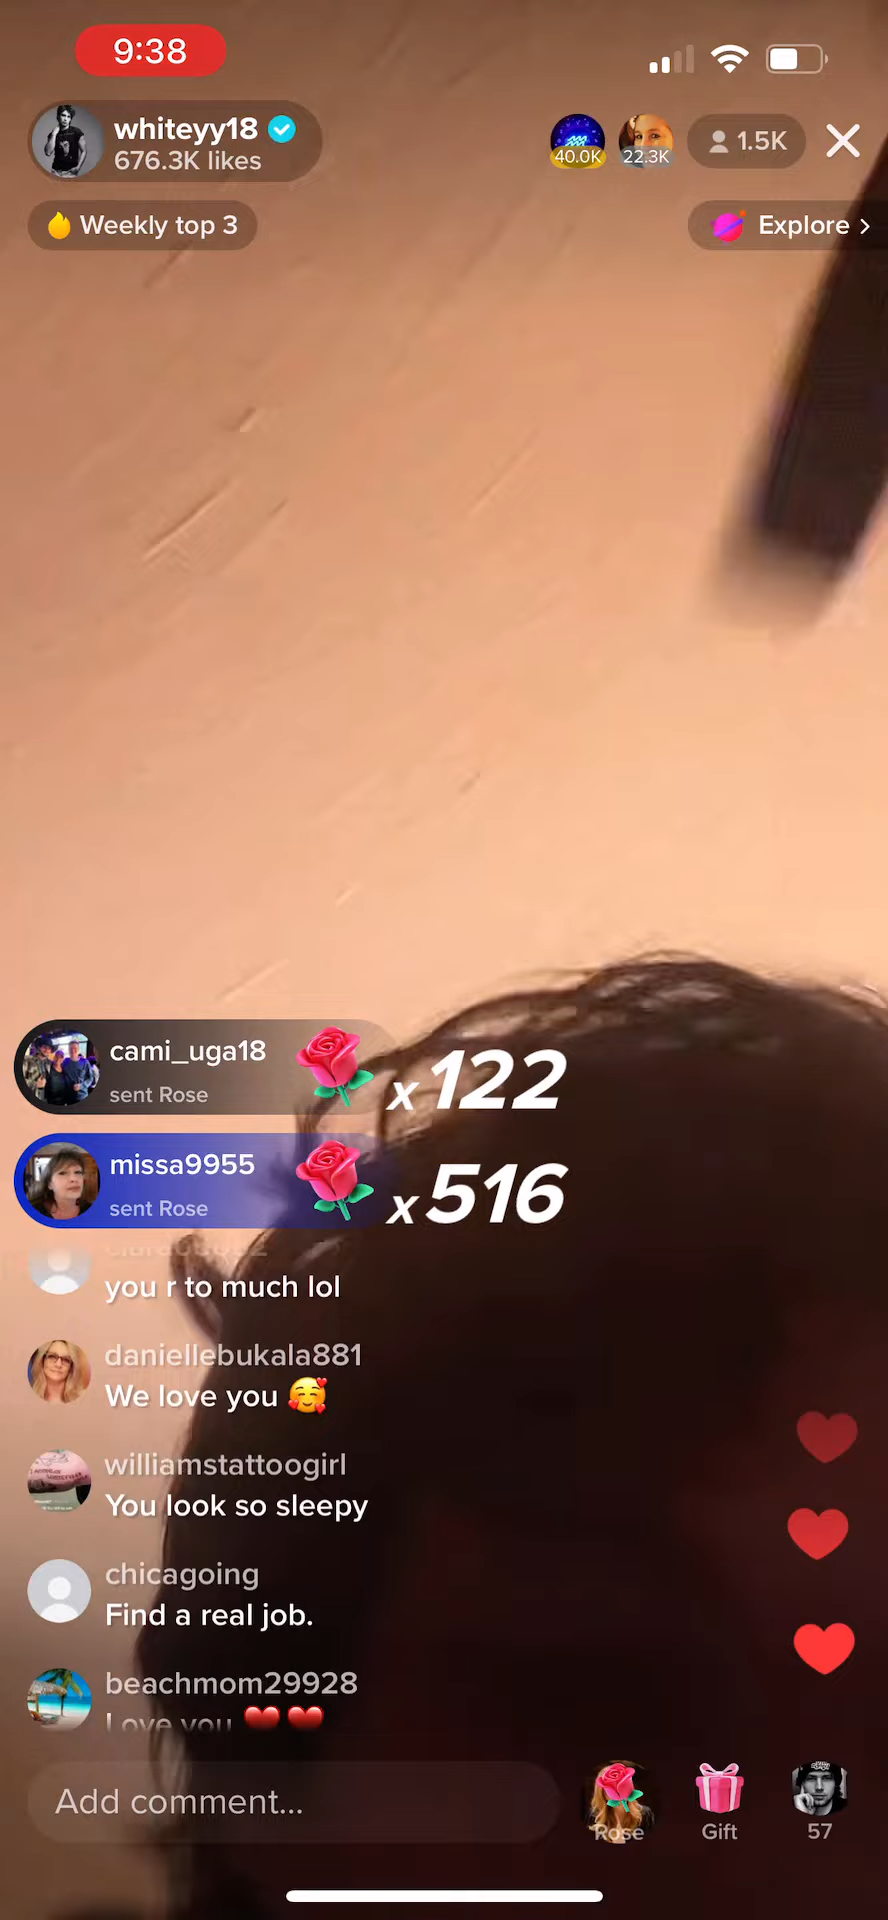 9:38
whiteyy18
676.3K likes
40.0K
22.3K
1.5K
Weekly top 3
Explore >
cami_uga18
sent Rose
x122
missa9955
sent Rose
x516
you r to much lol
daniellebukala881
We love you 🥰
williamstattoogirl
You look so sleepy
chicagoing
Find a real job.
beachmom29928
Love you ❤️ ❤️
Add comment...
Rose
Gift
57